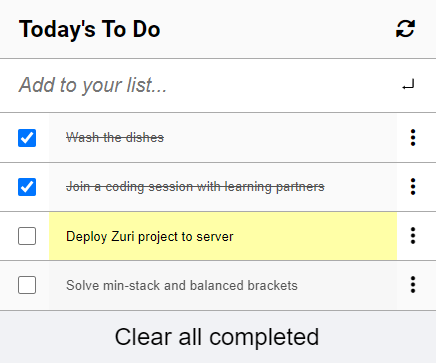 Today's To Do
Add to your list...
Wash the dishes
Join a coding session with learning partners
Deploy Zuri project to server
Solve min-stack and balanced brackets
Clear all completed